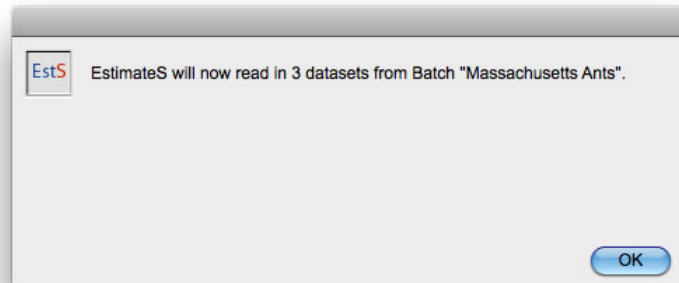 EstS
EstimateS will now read in 3 datasets from Batch "Massachusetts Ants".
OK